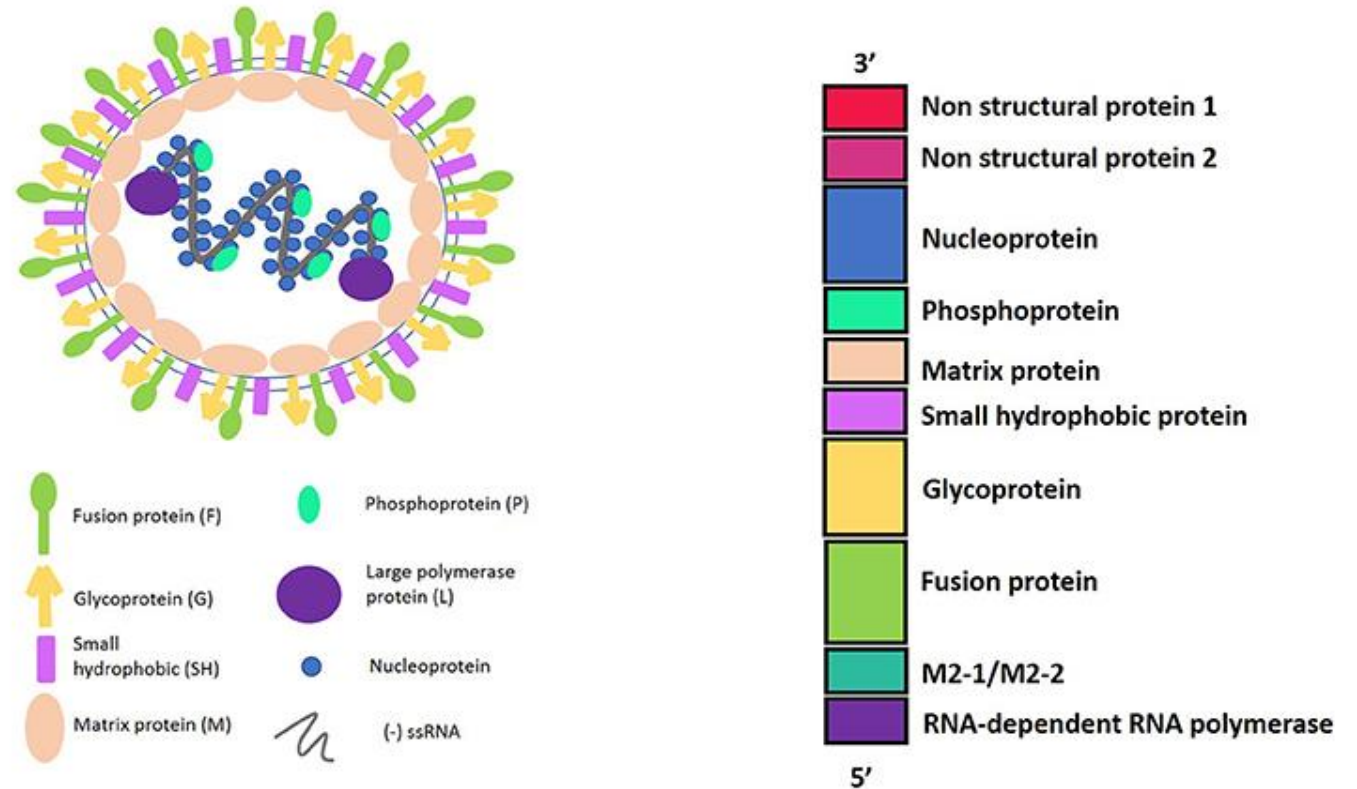 Fusion protein (F)
Glycoprotein (G)
Small
hydrophobic (SH)
Matrix protein (M)
Phosphoprotein (P)
Large polymerase
protein (L)
Nucleoprotein
(-) ssRNA
3’
Non structural protein 1
Non structural protein 2
Nucleoprotein
Phosphoprotein
Matrix protein
Small hydrophobic protein
Glycoprotein
Fusion protein
M2-1/M2-2
RNA-dependent RNA polymerase
5’